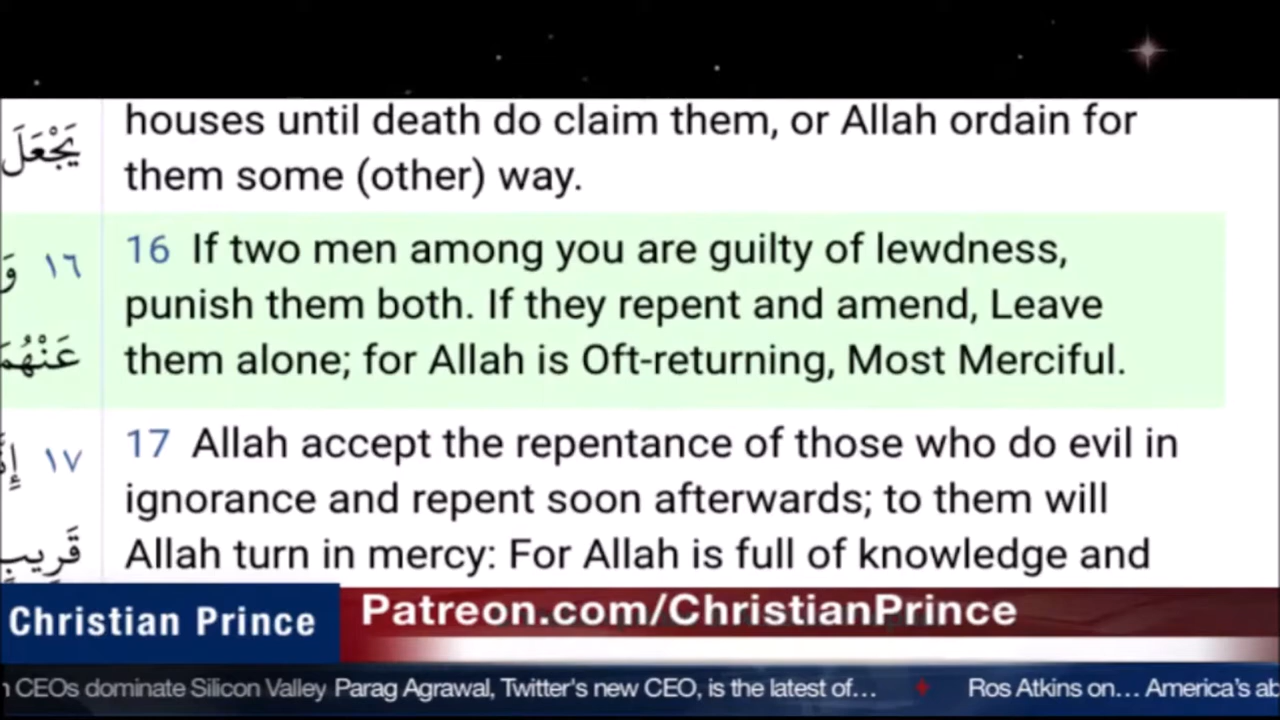 houses until death do claim them, or Allah ordain for
يَجْعَلَ
them some (other) way.
16 If two men among you are guilty of lewdness,
١٦
punish them both. If they repent and amend, Leave
them alone; for Allah is Oft-returning, Most Merciful.
17 Allah accept the repentance of those who do evil in
١٧
ignorance and repent soon afterwards; to them will
Allah turn in mercy: For Allah is full of knowledge and
Christian Prince
Patreon.com/ChristianPrince
CEOs dominate Silicon Valley Parag Agrawal, Twitter's new CEO, is the latest of... Ros Atkins on... America's